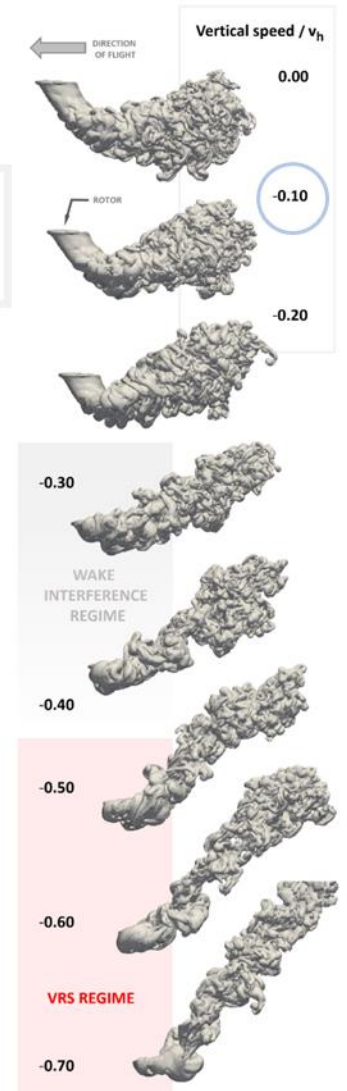 Vertical speed / vₕ
DIRECTION
OF FLIGHT
0.00
ROTOR
-0.10
-0.20
-0.30
WAKE
INTERFERENCE
REGIME
-0.40
-0.50
-0.60
VRS REGIME
-0.70